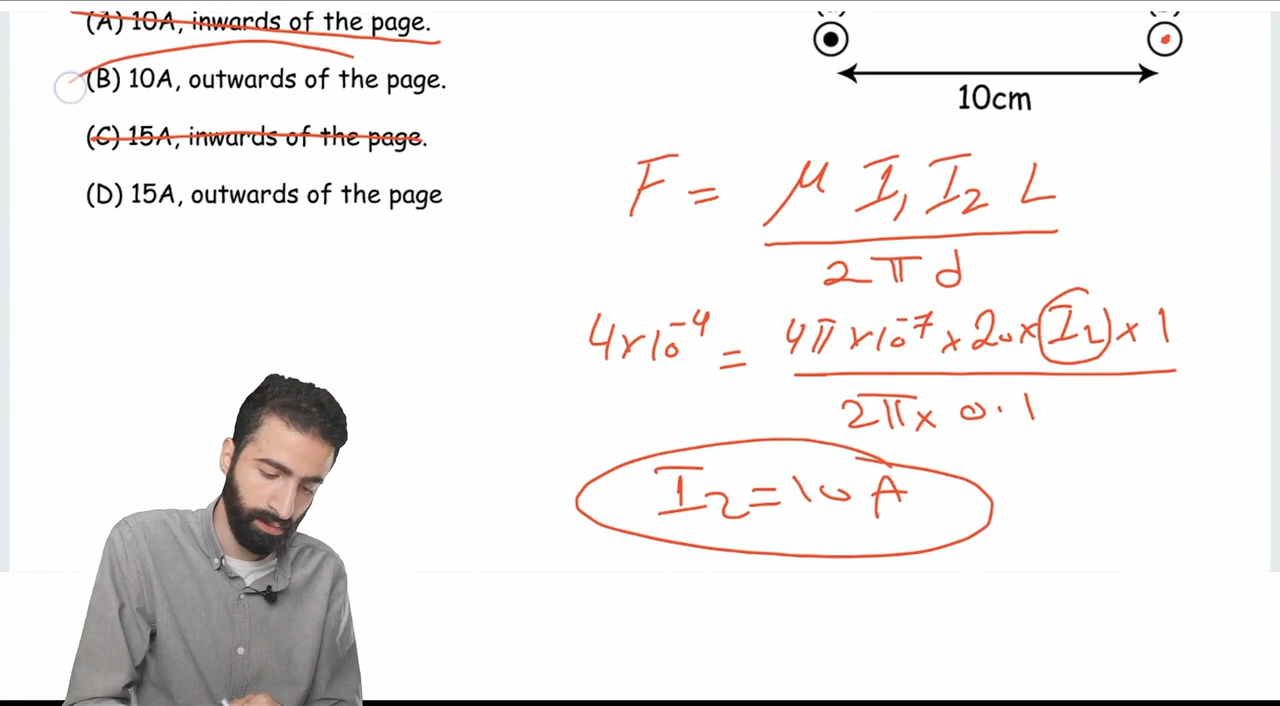 (A) 10A, inwards of the page.
(B) 10A, outwards of the page.
(C) 15A, inwards of the page.
(D) 15A, outwards of the page
10cm
F = μ I₁ I₂ L
2π d
4×10⁻⁴ = 4π×10⁻⁷ × 20 × I₂ × 1
2π× 0.1
I₂ = 10 A